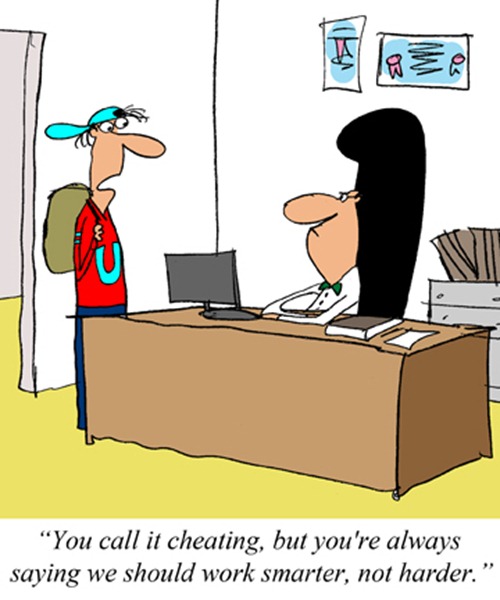 U
“You call it cheating, but you're always
saying we should work smarter, not harder.”